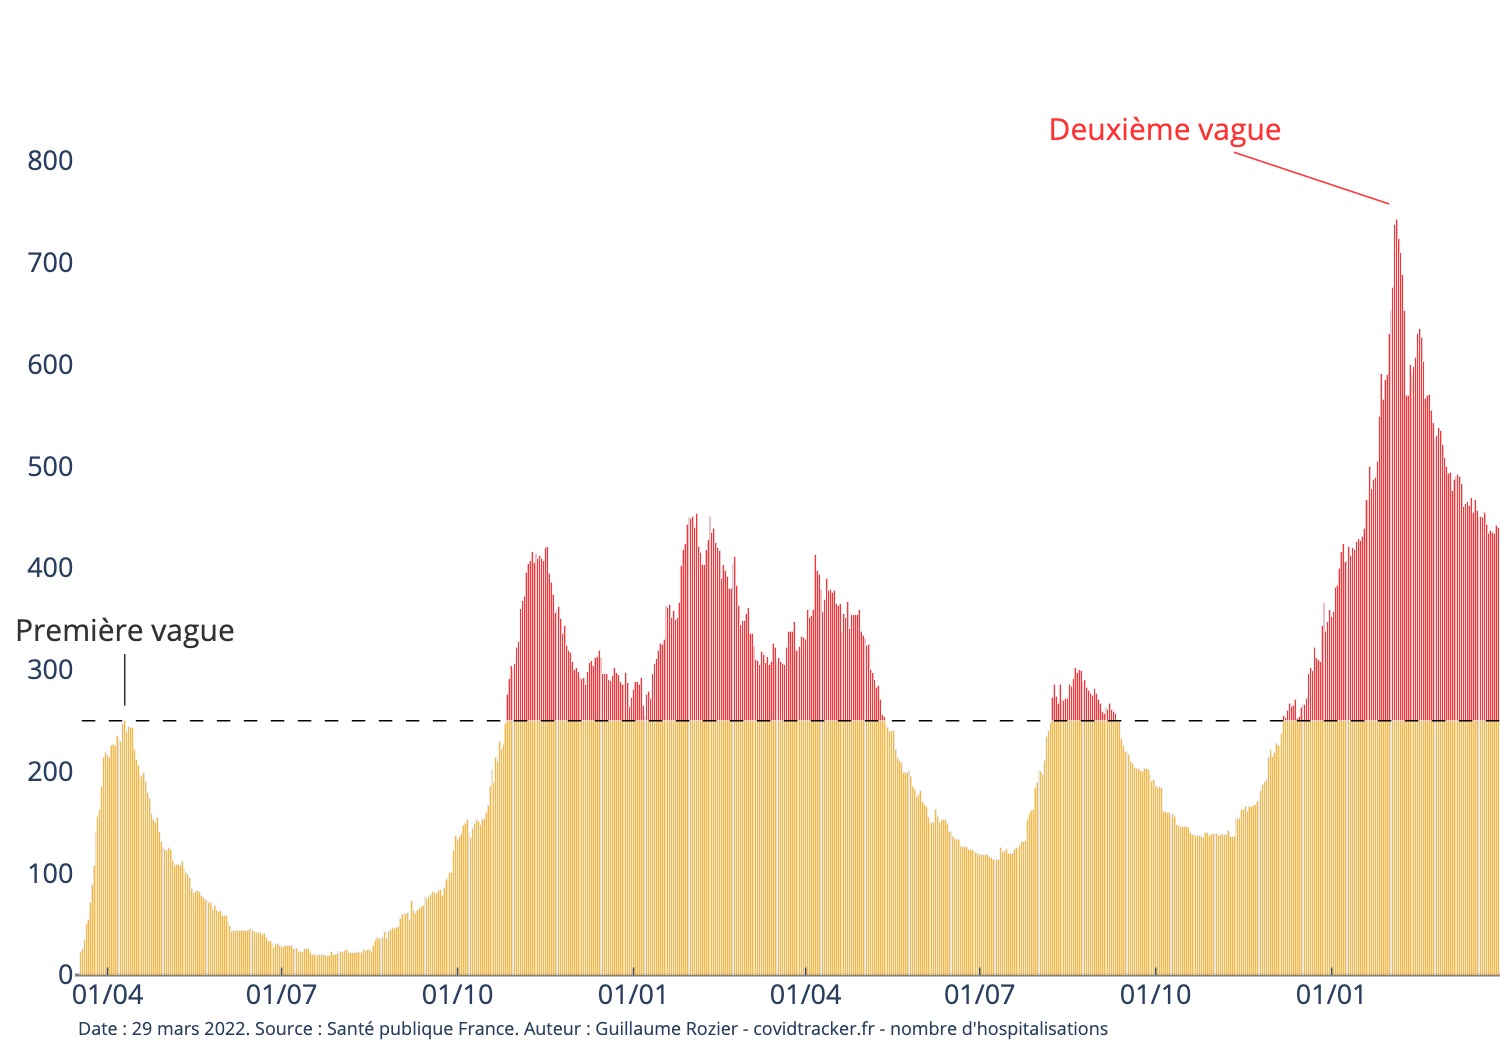 Deuxième vague
800
700
600
500
400
Première vague
300
200
100
0
01/04 01/07 01/10 01/01 01/04 01/07 01/10 01/01
Date : 29 mars 2022. Source : Santé publique France. Auteur : Guillaume Rozier - covidtracker.fr - nombre d'hospitalisations